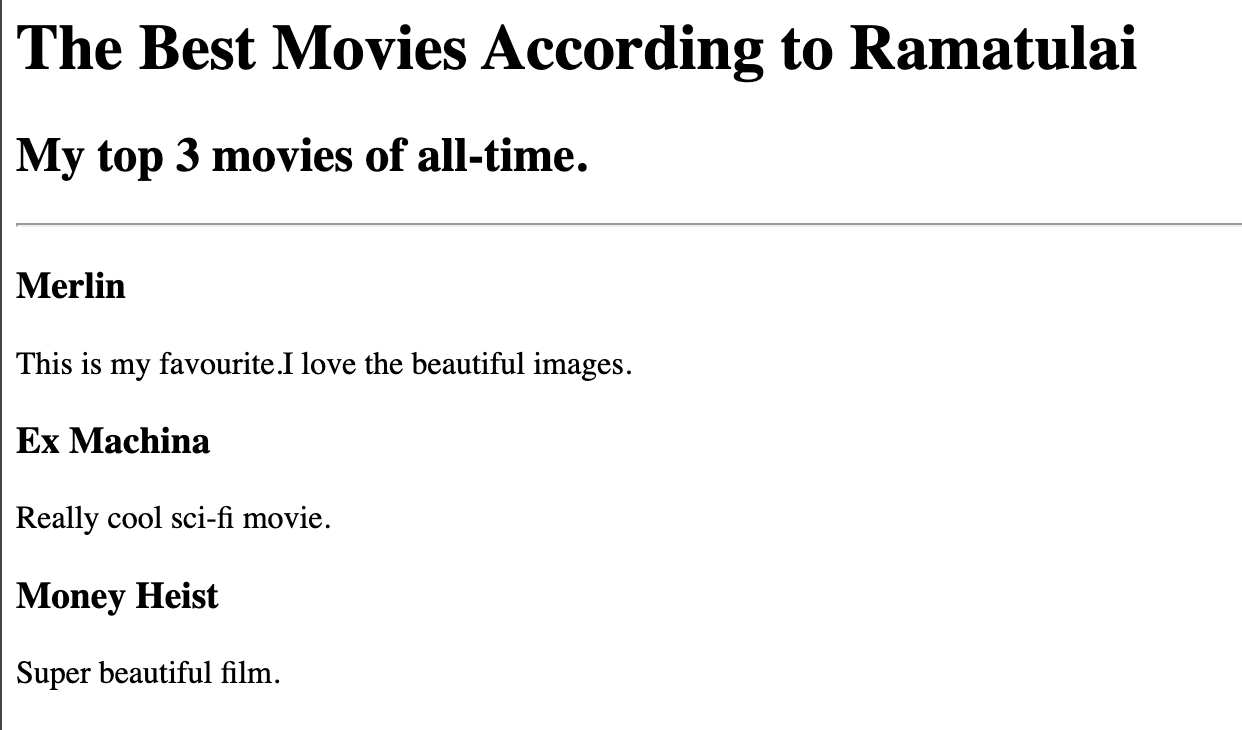 The Best Movies According to Ramatulai
My top 3 movies of all-time.
Merlin
This is my favourite.I love the beautiful images.
Ex Machina
Really cool sci-fi movie.
Money Heist
Super beautiful film.